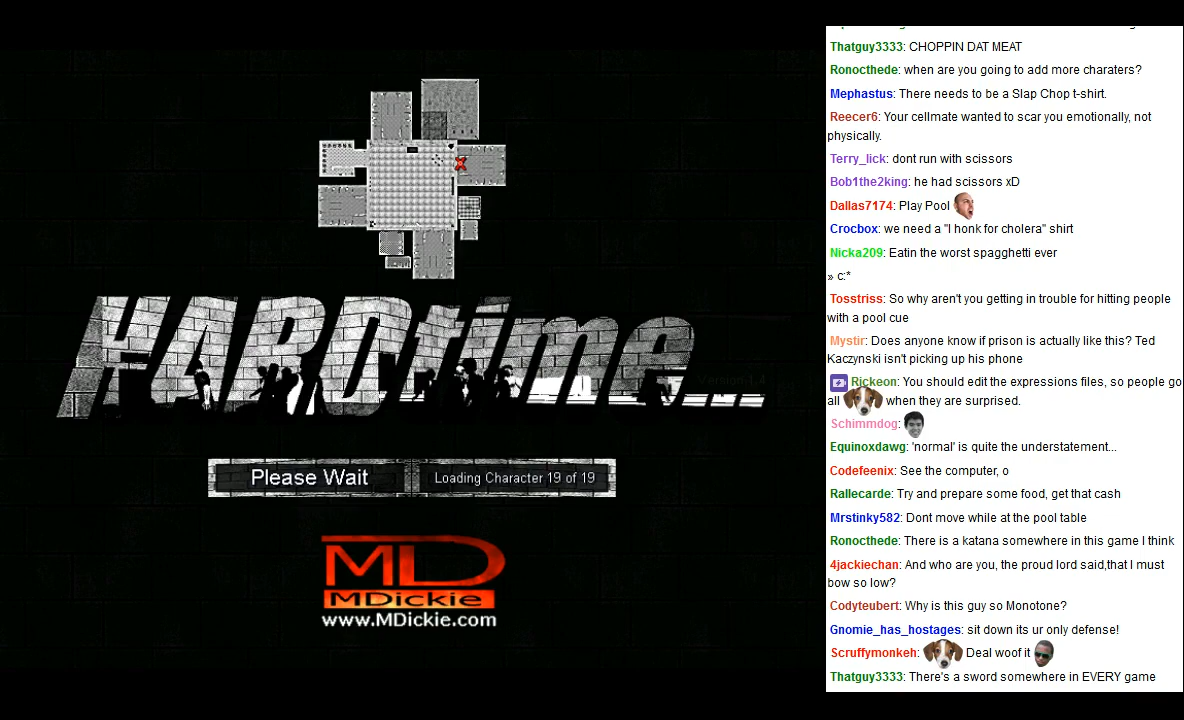 HARDtime...
Version 1.4
Please Wait
Loading Character 19 of 19
MD
MDickie
www.MDickie.com
Thatguy3333: CHOPPIN DAT MEAT
Ronocthede: when are you going to add more charaters?
Mephastus: There needs to be a Slap Chop t-shirt.
Reecer6: Your cellmate wanted to scar you emotionally, not
physically.
Terry_lick: dont run with scissors
Bob1the2king: he had scissors xD
Dallas7174: Play Pool
Crocbox: we need a "I honk for cholera" shirt
Nicka209: Eatin the worst spagghetti ever
» c:*
Tosstriss: So why aren't you getting in trouble for hitting people
with a pool cue
Mystir: Does anyone know if prison is actually like this? Ted
Kaczynski isn't picking up his phone
Rickeon: You should edit the expressions files, so people go
all when they are surprised.
Schimmdog:
Equinoxdawg: 'normal' is quite the understatement...
Codefeenix: See the computer, o
Rallecarde: Try and prepare some food, get that cash
Mrstinky582: Dont move while at the pool table
Ronocthede: There is a katana somewhere in this game I think
4jackiechan: And who are you, the proud lord said,that I must
bow so low?
Codyteubert: Why is this guy so Monotone?
Gnomie_has_hostages: sit down its ur only defense!
Scruffymonkeh: Deal woof it
Thatguy3333: There's a sword somewhere in EVERY game